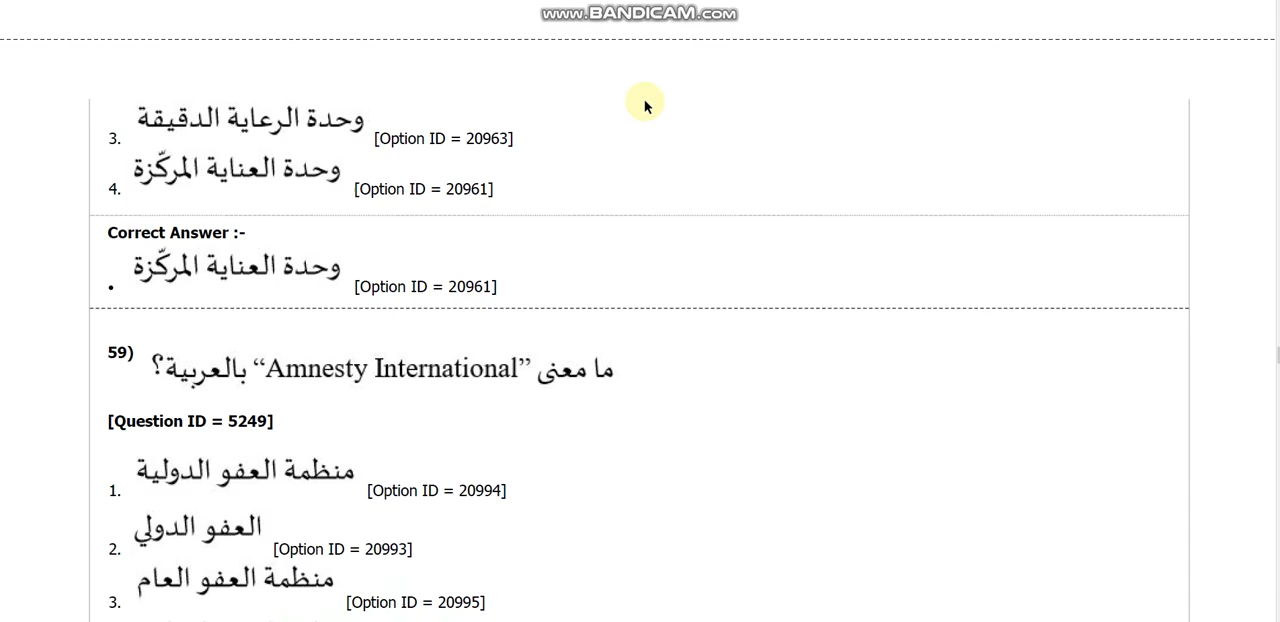 www.BANDICAM.com
3. وحدة الرعاية الدقيقة [Option ID = 20963]
4. وحدة العناية المركّزة [Option ID = 20961]
Correct Answer :-
• وحدة العناية المركّزة [Option ID = 20961]
59) ما معنى “Amnesty International” بالعربية؟
[Question ID = 5249]
1. منظمة العفو الدولية [Option ID = 20994]
2. العفو الدولي [Option ID = 20993]
3. منظمة العفو العام [Option ID = 20995]